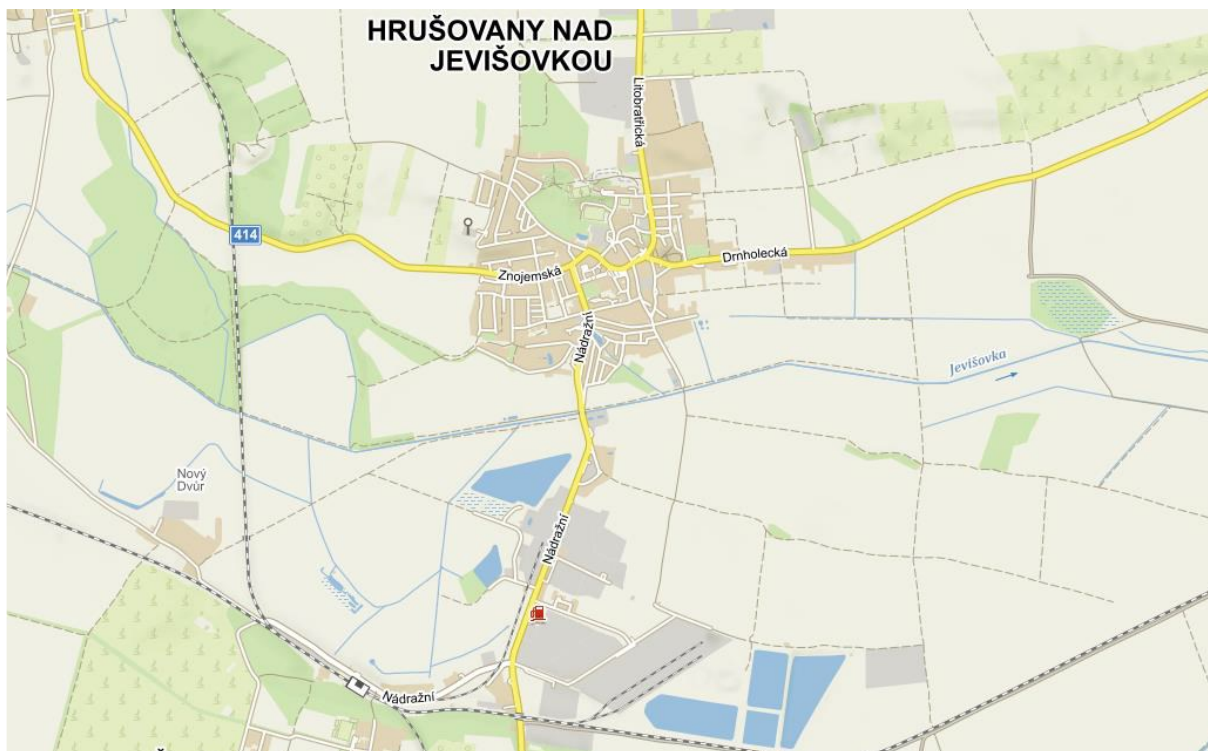 HRUŠOVANY NAD
JEVIŠOVKOU
Litobratřická
414
Znojemská
Drnholecká
Nádražní
Jevišovka
Nový
Dvůr
Nádražní
Nádražní